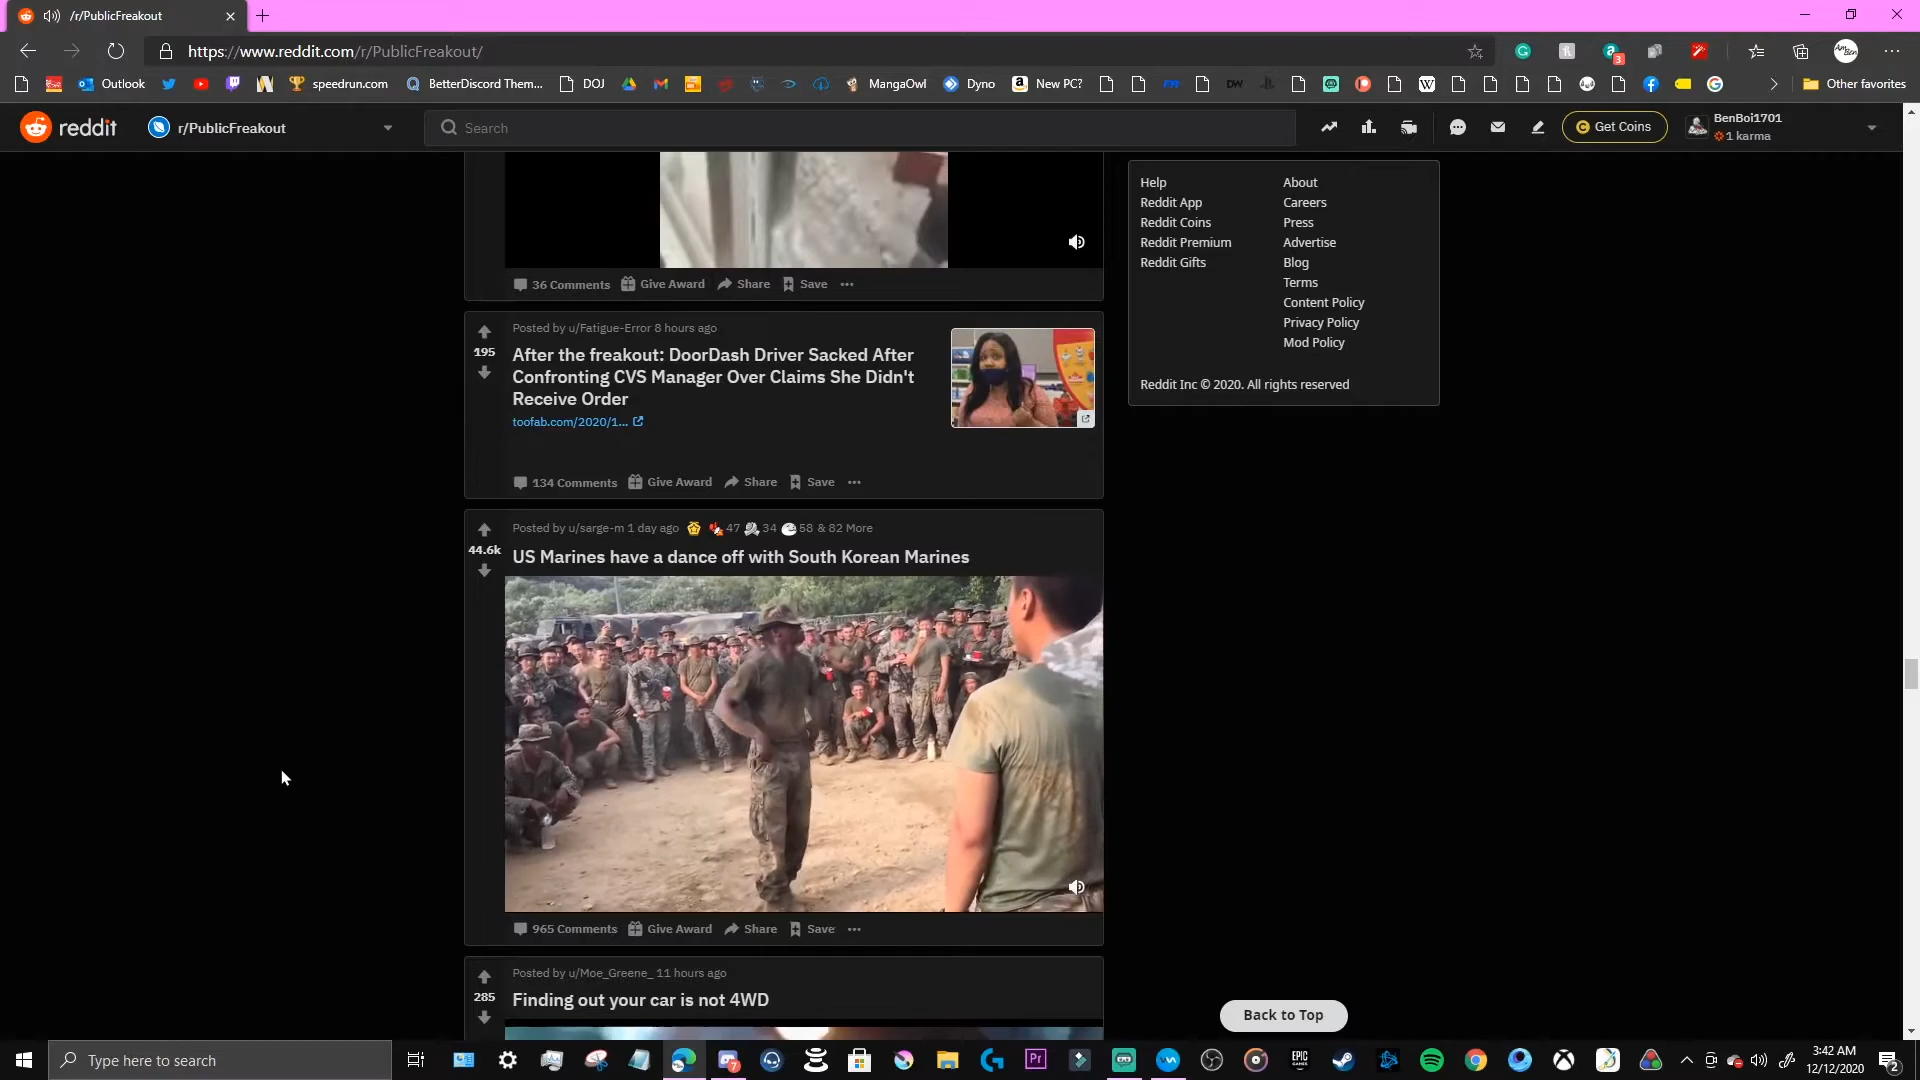 /r/PublicFreakout
https://www.reddit.com/r/PublicFreakout/
3
Outlook
speedrun.com
BetterDiscord Them...
DOJ
MangaOwl
Dyno
New PC?
Other favorites
reddit
r/PublicFreakout
Search
Get Coins
BenBoi1701
1 karma
36 Comments Give Award Share Save
Help
About
Reddit App
Careers
Reddit Coins
Press
Reddit Premium
Advertise
Reddit Gifts
Blog
Terms
Content Policy
Privacy Policy
Mod Policy
Reddit Inc © 2020. All rights reserved
Posted by u/Fatigue-Error 8 hours ago
195
After the freakout: DoorDash Driver Sacked After
Confronting CVS Manager Over Claims She Didn't
Receive Order
toofab.com/2020/1...
134 Comments Give Award Share Save
Posted by u/sarge-m 1 day ago 47 34 58 & 82 More
44.6k
US Marines have a dance off with South Korean Marines
965 Comments Give Award Share Save
Posted by u/Moe_Greene_ 11 hours ago
285
Finding out your car is not 4WD
Back to Top
Type here to search
7
Pr
EPIC GAMES
3:42 AM
12/12/2020
2